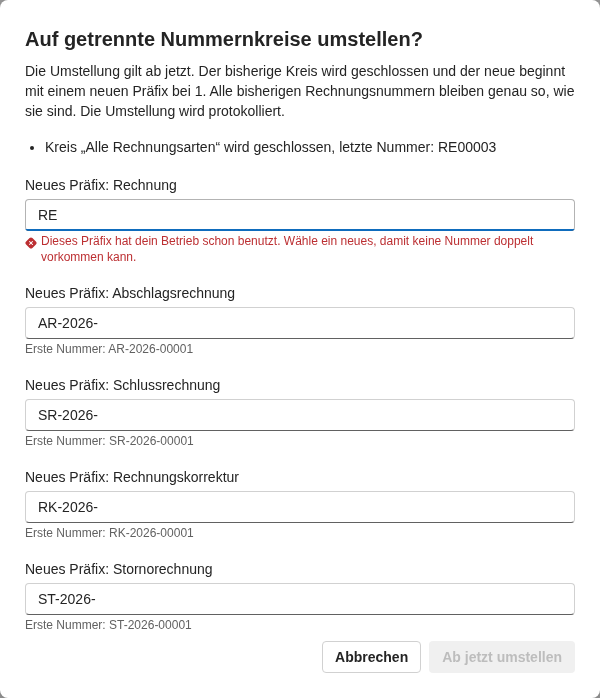 Auf getrennte Nummernkreise umstellen?
Die Umstellung gilt ab jetzt. Der bisherige Kreis wird geschlossen und der neue beginnt
mit einem neuen Präfix bei 1. Alle bisherigen Rechnungsnummern bleiben genau so, wie
sie sind. Die Umstellung wird protokolliert.
• Kreis „Alle Rechnungsarten“ wird geschlossen, letzte Nummer: RE00003
Neues Präfix: Rechnung
RE
Dieses Präfix hat dein Betrieb schon benutzt. Wähle ein neues, damit keine Nummer doppelt
vorkommen kann.
Neues Präfix: Abschlagsrechnung
AR-2026-
Erste Nummer: AR-2026-00001
Neues Präfix: Schlussrechnung
SR-2026-
Erste Nummer: SR-2026-00001
Neues Präfix: Rechnungskorrektur
RK-2026-
Erste Nummer: RK-2026-00001
Neues Präfix: Stornorechnung
ST-2026-
Erste Nummer: ST-2026-00001
Abbrechen Ab jetzt umstellen